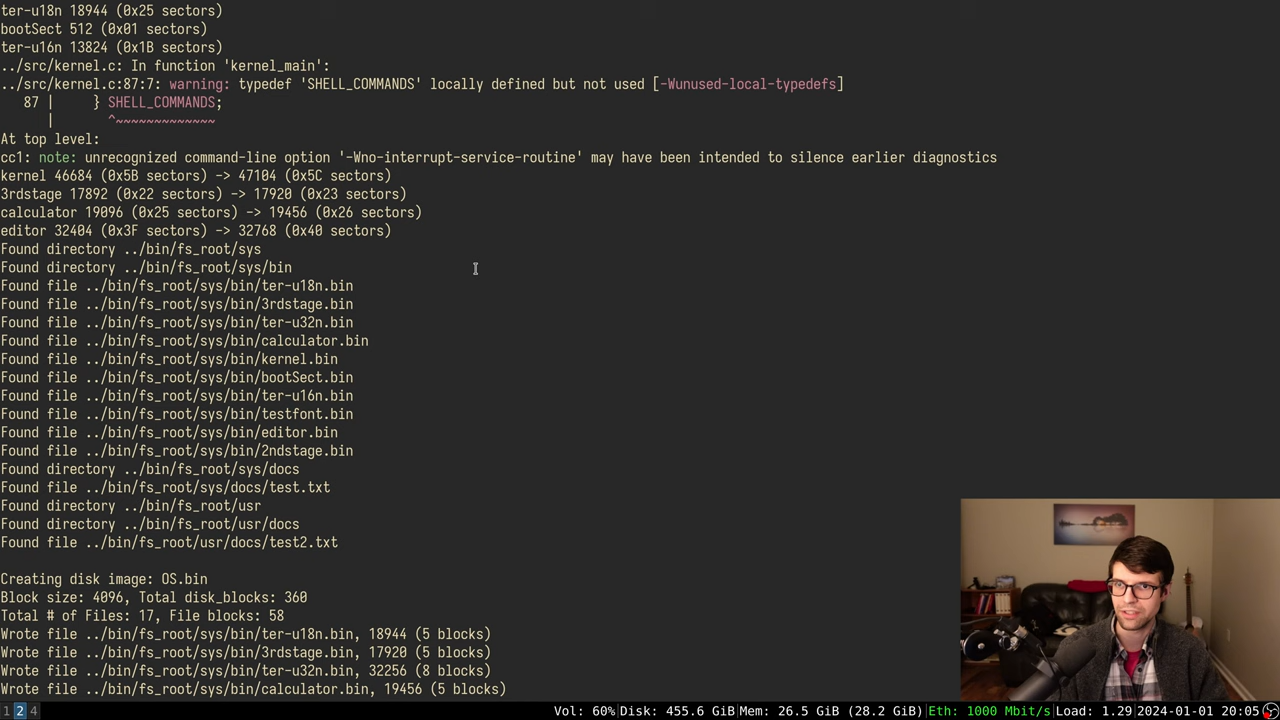 ter-u18n 18944 (0x25 sectors)
bootSect 512 (0x01 sectors)
ter-u16n 13824 (0x1B sectors)
../src/kernel.c: In function 'kernel_main':
../src/kernel.c:87:7: warning: typedef 'SHELL_COMMANDS' locally defined but not used [-Wunused-local-typedefs]
87 | } SHELL_COMMANDS;
| ^~~~~~~~~~~~~~
At top level:
cc1: note: unrecognized command-line option '-Wno-interrupt-service-routine' may have been intended to silence earlier diagnostics
kernel 46684 (0x5B sectors) -> 47104 (0x5C sectors)
3rdstage 17892 (0x22 sectors) -> 17920 (0x23 sectors)
calculator 19096 (0x25 sectors) -> 19456 (0x26 sectors)
editor 32404 (0x3F sectors) -> 32768 (0x40 sectors)
Found directory ../bin/fs_root/sys
Found directory ../bin/fs_root/sys/bin
Found file ../bin/fs_root/sys/bin/ter-u18n.bin
Found file ../bin/fs_root/sys/bin/3rdstage.bin
Found file ../bin/fs_root/sys/bin/ter-u32n.bin
Found file ../bin/fs_root/sys/bin/calculator.bin
Found file ../bin/fs_root/sys/bin/kernel.bin
Found file ../bin/fs_root/sys/bin/bootSect.bin
Found file ../bin/fs_root/sys/bin/ter-u16n.bin
Found file ../bin/fs_root/sys/bin/testfont.bin
Found file ../bin/fs_root/sys/bin/editor.bin
Found file ../bin/fs_root/sys/bin/2ndstage.bin
Found directory ../bin/fs_root/sys/docs
Found file ../bin/fs_root/sys/docs/test.txt
Found directory ../bin/fs_root/usr
Found directory ../bin/fs_root/usr/docs
Found file ../bin/fs_root/usr/docs/test2.txt
Creating disk image: OS.bin
Block size: 4096, Total disk_blocks: 360
Total # of Files: 17, File blocks: 58
Wrote file ../bin/fs_root/sys/bin/ter-u18n.bin, 18944 (5 blocks)
Wrote file ../bin/fs_root/sys/bin/3rdstage.bin, 17920 (5 blocks)
Wrote file ../bin/fs_root/sys/bin/ter-u32n.bin, 32256 (8 blocks)
Wrote file ../bin/fs_root/sys/bin/calculator.bin, 19456 (5 blocks)
1 2 4 Vol: 60%|Disk: 455.6 GiB|Mem: 26.5 GiB (28.2 GiB)|Eth: 1000 Mbit/s|Load: 1.29|2024-01-01 20:05